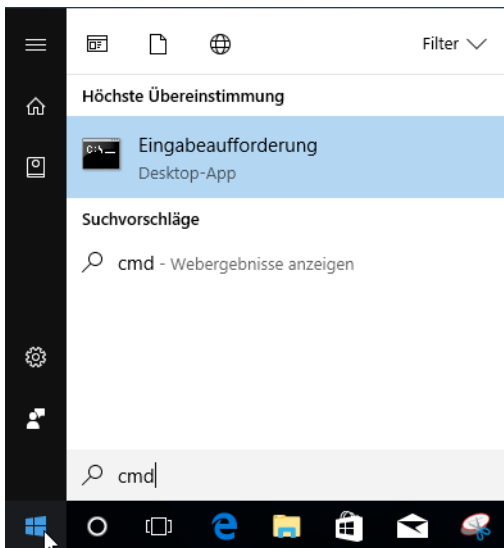 Filter
Höchste Übereinstimmung
C:\_
Eingabeaufforderung
Desktop-App
Suchvorschläge
cmd - Webergebnisse anzeigen
cmd